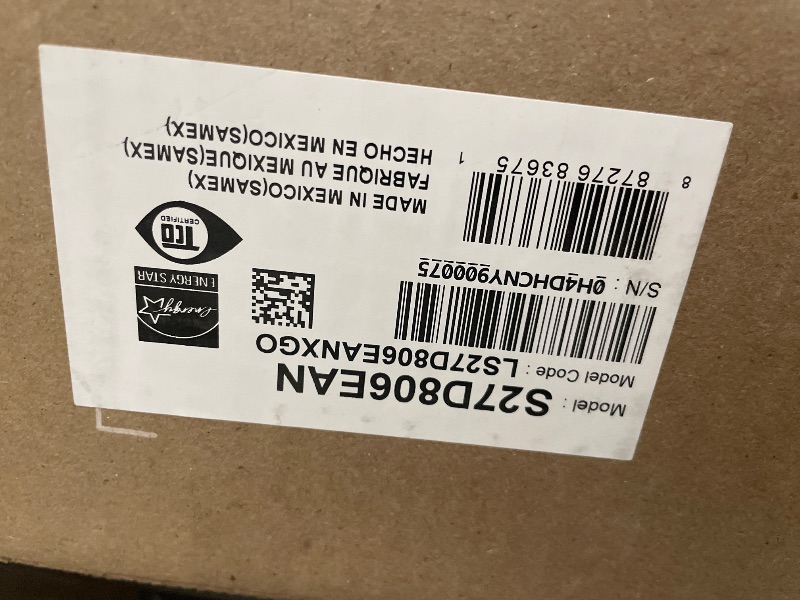 Model : S27D806EAN
Model Code : LS27D806EANXGO
S/N : 0H4DHCNY900075
8 87276 83675 1
energy
ENERGY STAR
TCO
CERTIFIED
MADE IN MEXICO(SAMEX)
FABRIQUE AU MEXIQUE(SAMEX)
HECHO EN MEXICO(SAMEX)